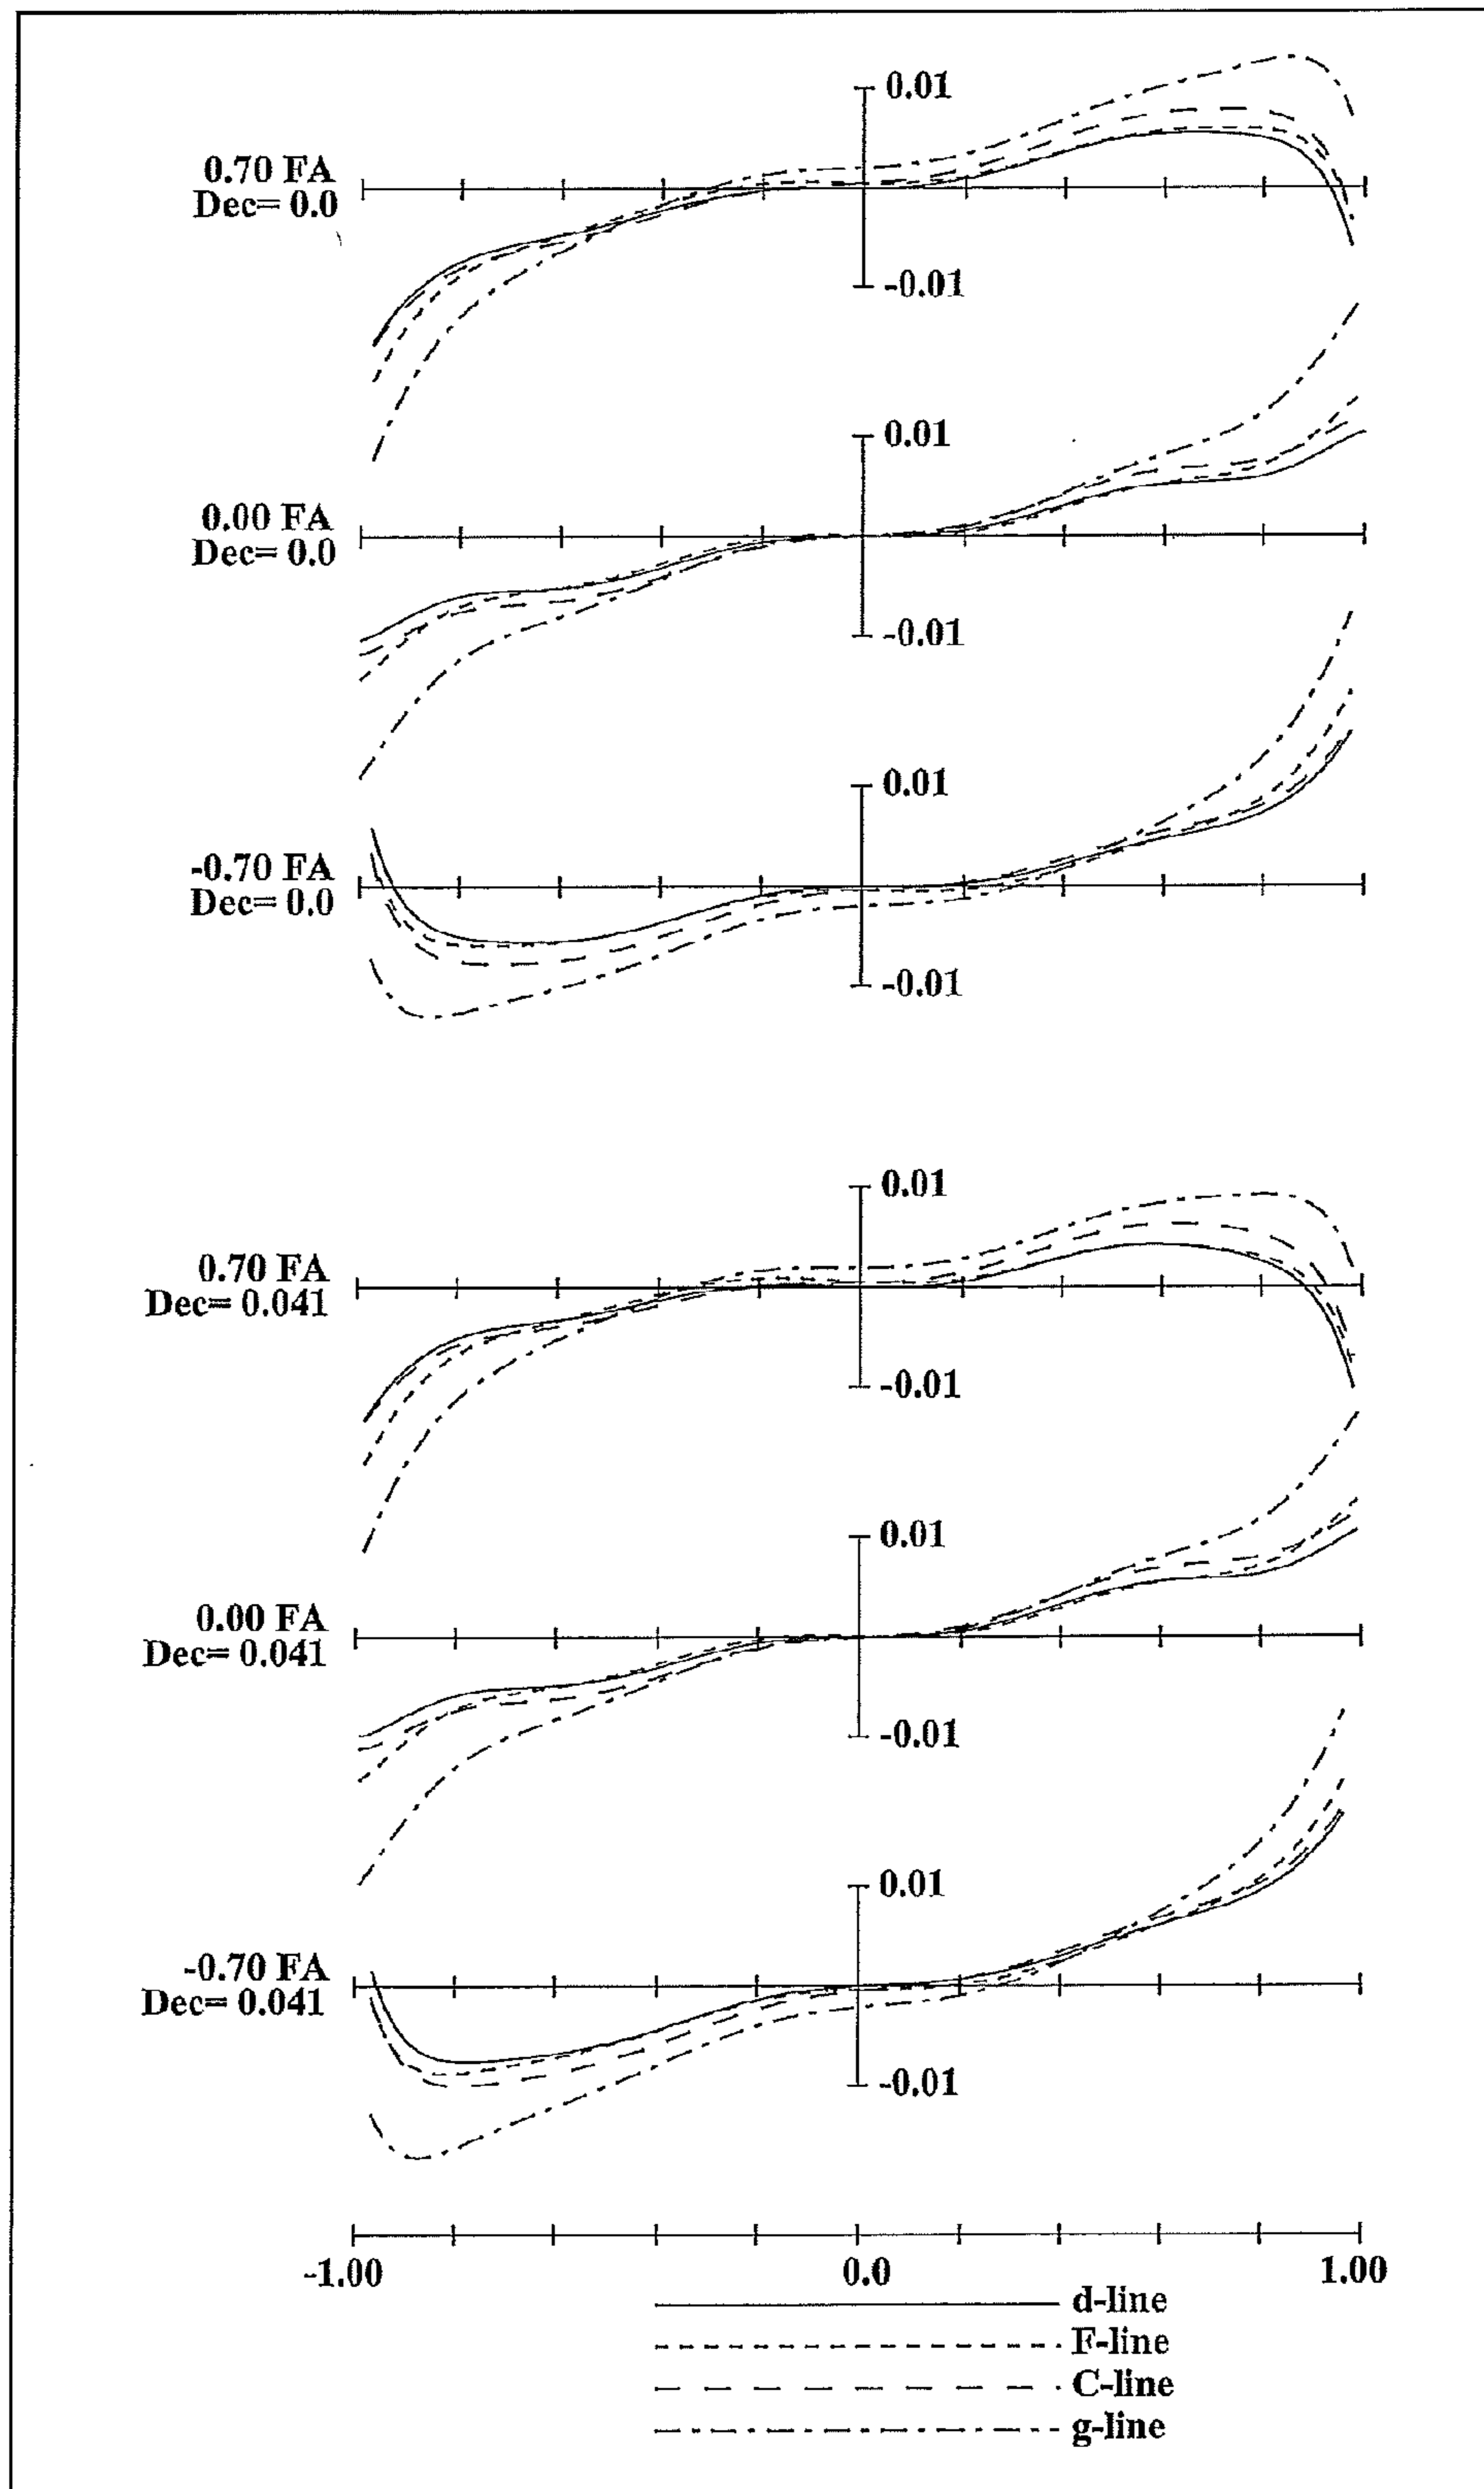 0.01
0.70 FA
Dec= 0.0
-0.01
0.01
0.00 FA
Dec= 0.0
-0.01
0.01
-0.70 FA
Dec= 0.0
-0.01
0.01
0.70 FA
Dec= 0.041
-0.01
0.01
0.00 FA
Dec= 0.041
-0.01
0.01
-0.70 FA
Dec= 0.041
-0.01
-1.00 0.0 1.00
d-line
F-line
C-line
g-line